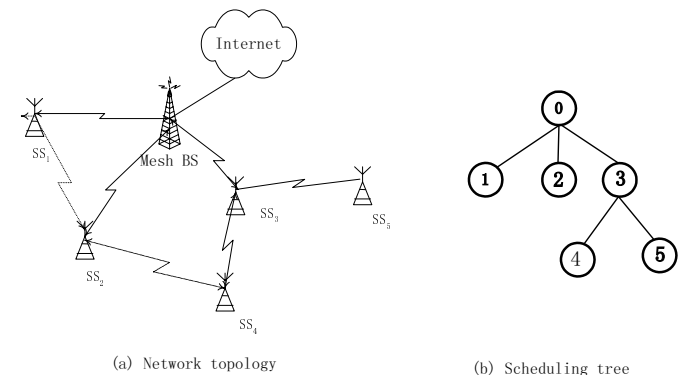 Internet
SS1
Mesh BS
SS2
SS3
SS5
SS4
0
1
2
3
4
5
(a) Network topology
(b) Scheduling tree